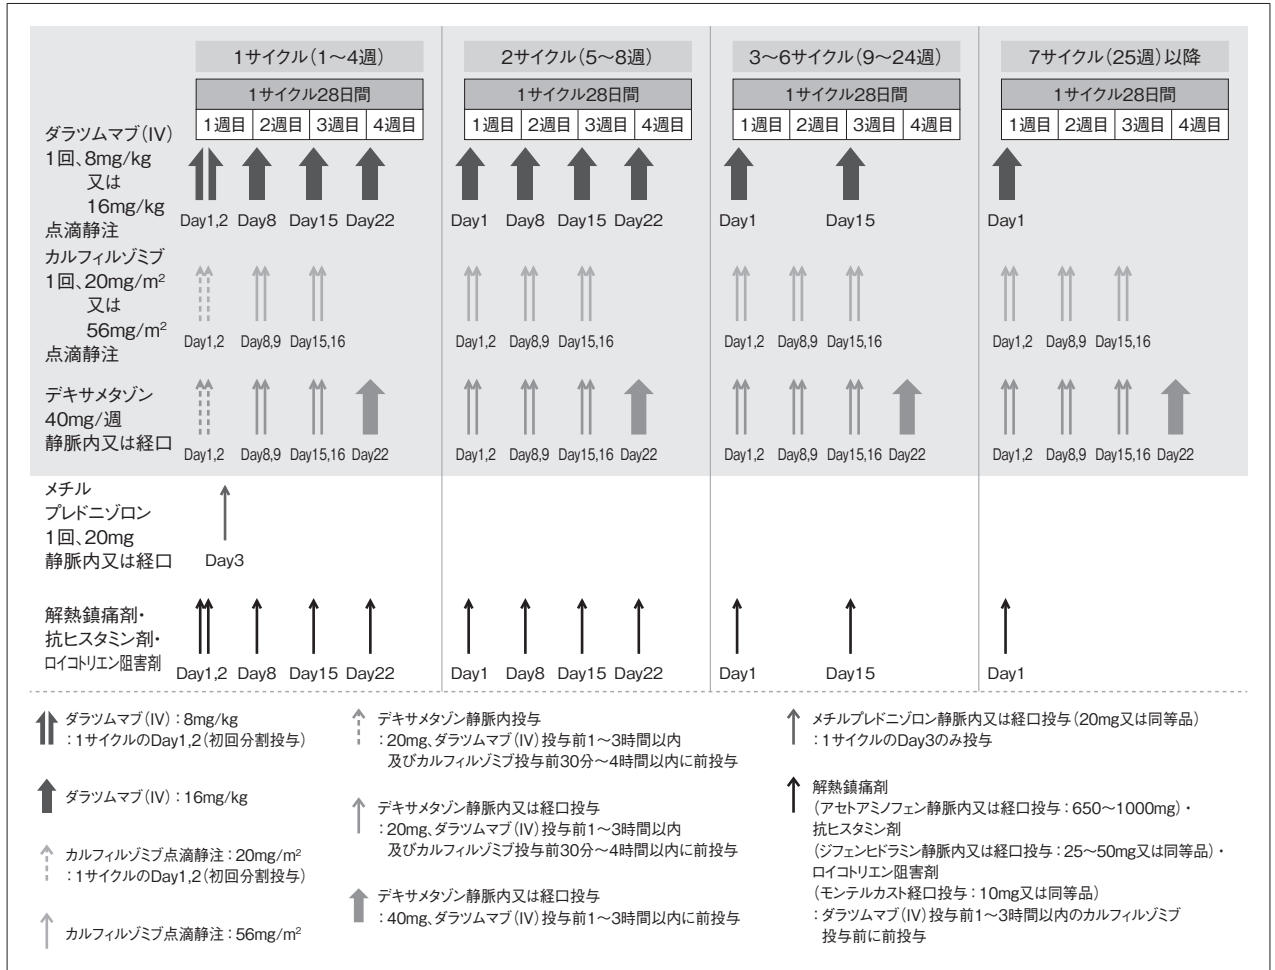 1サイクル(1～4週)
2サイクル(5～8週)
3～6サイクル(9～24週)
7サイクル(25週)以降
1サイクル28日間
1サイクル28日間
1サイクル28日間
1サイクル28日間
1週目 2週目 3週目 4週目
1週目 2週目 3週目 4週目
1週目 2週目 3週目 4週目
1週目 2週目 3週目 4週目
ダラツムマブ(IV)
1回、8mg/kg
又は
16mg/kg
点滴静注
Day1,2 Day8 Day15 Day22
Day1 Day8 Day15 Day22
Day1 Day15
Day1
カルフィルゾミブ
1回、20mg/m²
又は
56mg/m²
点滴静注
Day1,2 Day8,9 Day15,16
Day1,2 Day8,9 Day15,16
Day1,2 Day8,9 Day15,16
Day1,2 Day8,9 Day15,16
デキサメタゾン
40mg/週
静脈内又は経口
Day1,2 Day8,9 Day15,16 Day22
Day1,2 Day8,9 Day15,16 Day22
Day1,2 Day8,9 Day15,16 Day22
Day1,2 Day8,9 Day15,16 Day22
メチル
プレドニゾロン
1回、20mg
静脈内又は経口
Day3
解熱鎮痛剤・
抗ヒスタミン剤・
ロイコトリエン阻害剤
Day1,2 Day8 Day15 Day22
Day1 Day8 Day15 Day22
Day1 Day15
Day1
ダラツムマブ(IV)：8mg/kg
：1サイクルのDay1,2(初回分割投与)
ダラツムマブ(IV)：16mg/kg
カルフィルゾミブ点滴静注：20mg/m²
：1サイクルのDay1,2(初回分割投与)
カルフィルゾミブ点滴静注：56mg/m²
デキサメタゾン静脈内投与
：20mg、ダラツムマブ(IV)投与前1～3時間以内
及びカルフィルゾミブ投与前30分～4時間以内に前投与
デキサメタゾン静脈内又は経口投与
：20mg、ダラツムマブ(IV)投与前1～3時間以内
及びカルフィルゾミブ投与前30分～4時間以内に前投与
デキサメタゾン静脈内又は経口投与
：40mg、ダラツムマブ(IV)投与前1～3時間以内に前投与
メチルプレドニゾロン静脈内又は経口投与(20mg又は同等品)
：1サイクルのDay3のみ投与
解熱鎮痛剤
(アセトアミノフェン静脈内又は経口投与：650～1000mg)・
抗ヒスタミン剤
(ジフェンヒドラミン静脈内又は経口投与：25～50mg又は同等品)・
ロイコトリエン阻害剤
(モンテルカスト経口投与：10mg又は同等品)
：ダラツムマブ(IV)投与前1～3時間以内のカルフィルゾミブ
投与前に前投与